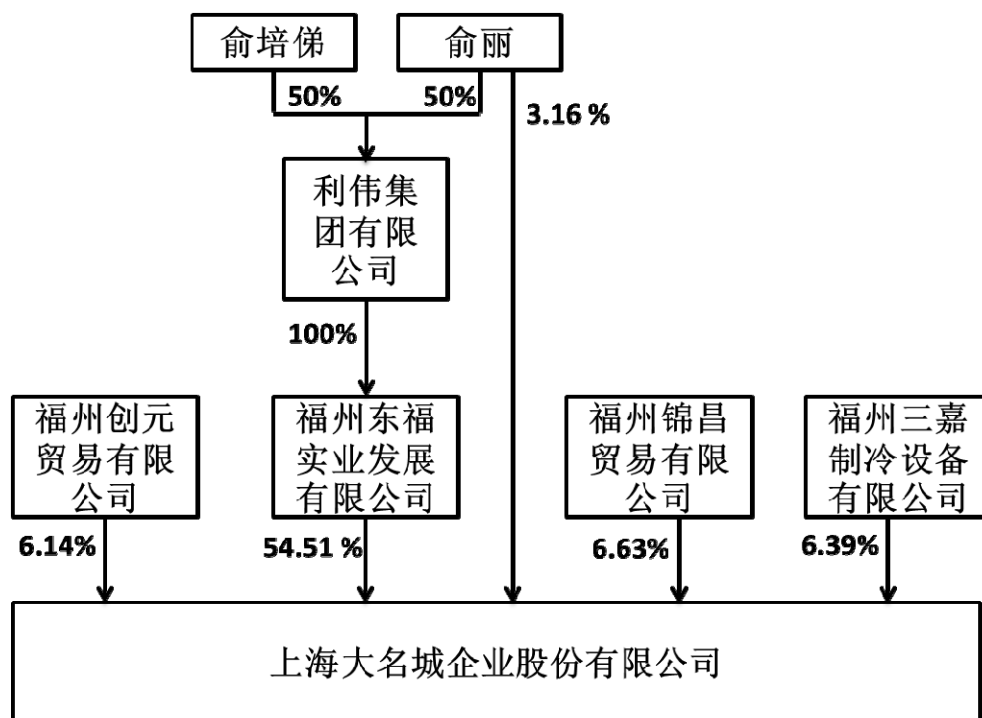 俞培俤
俞丽
50%
50%
3.16 %
利伟集
团有限
公司
100%
福州创元
贸易有限
公司
福州东福
实业发展
有限公司
福州锦昌
贸易有限
公司
福州三嘉
制冷设备
有限公司
6.14%
54.51 %
6.63%
6.39%
上海大名城企业股份有限公司